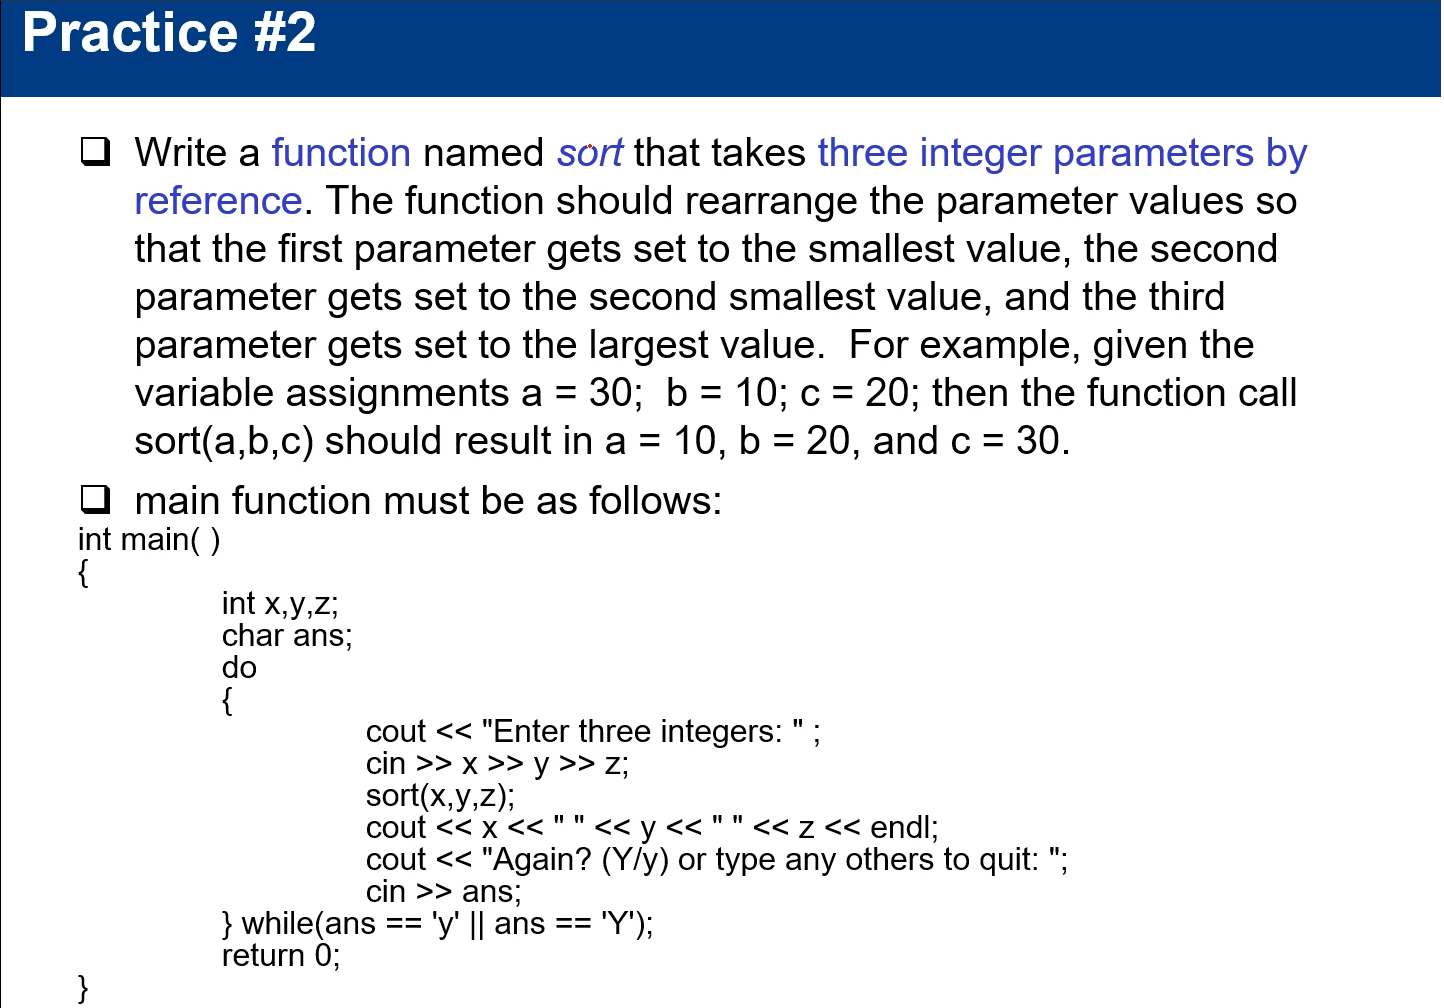 Practice #2
❑ Write a function named sort that takes three integer parameters by
reference. The function should rearrange the parameter values so
that the first parameter gets set to the smallest value, the second
parameter gets set to the second smallest value, and the third
parameter gets set to the largest value.  For example, given the
variable assignments a = 30;  b = 10; c = 20; then the function call
sort(a,b,c) should result in a = 10, b = 20, and c = 30.
❑ main function must be as follows:
int main( )
{
int x,y,z;
char ans;
do
{
cout << "Enter three integers: " ;
cin >> x >> y >> z;
sort(x,y,z);
cout << x << " " << y << " " << z << endl;
cout << "Again? (Y/y) or type any others to quit: ";
cin >> ans;
} while(ans == 'y' || ans == 'Y');
return 0;
}